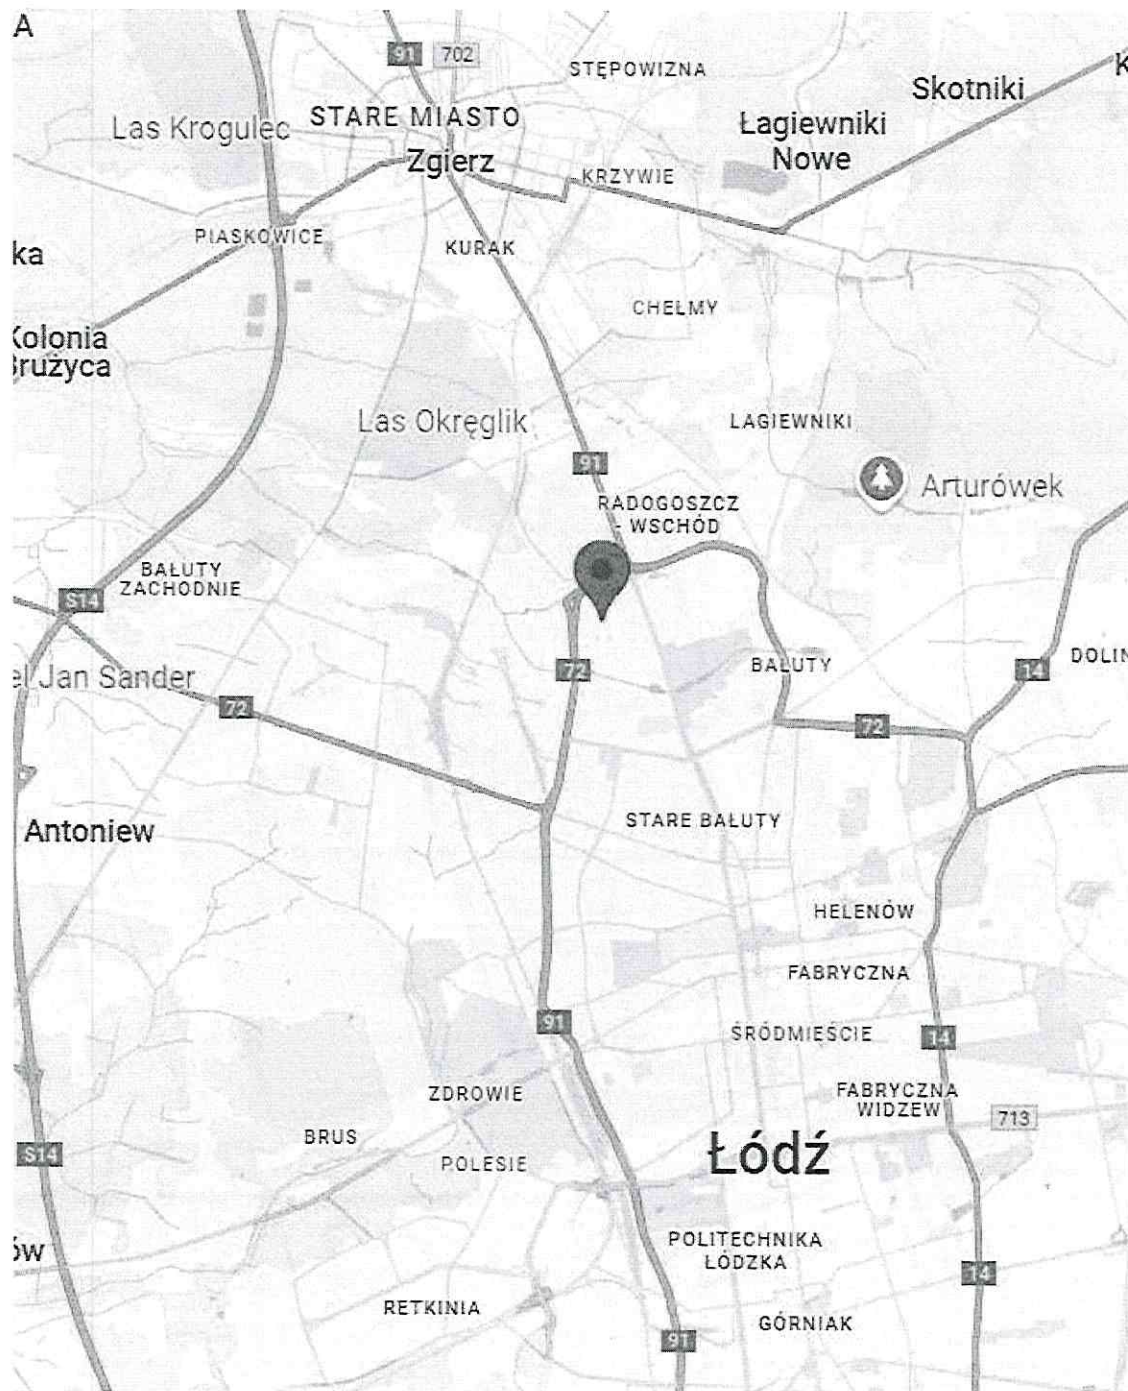 A
91
702
STĘPOWIZNA
K
Skotniki
Las Krogulec
STARE MIASTO
Łagiewniki
Nowe
Zgierz
KRZYWIE
PIASKOWICE
KURAK
ka
CHEŁMY
Kolonia
Brużyca
Las Okręglik
ŁAGIEWNIKI
91
Arturówek
RADOGOSZCZ
- WSCHÓD
BAŁUTY
ZACHODNIE
S14
el Jan Sander
72
72
BAŁUTY
14
DOLIN
72
Antoniew
STARE BAŁUTY
HELENÓW
FABRYCZNA
91
ŚRÓDMIEŚCIE
14
ZDROWIE
FABRYCZNA
WIDZEW
713
BRUS
S14
POLESIE
Łódź
ów
POLITECHNIKA
ŁÓDZKA
14
RETKINIA
GÓRNIAK
91